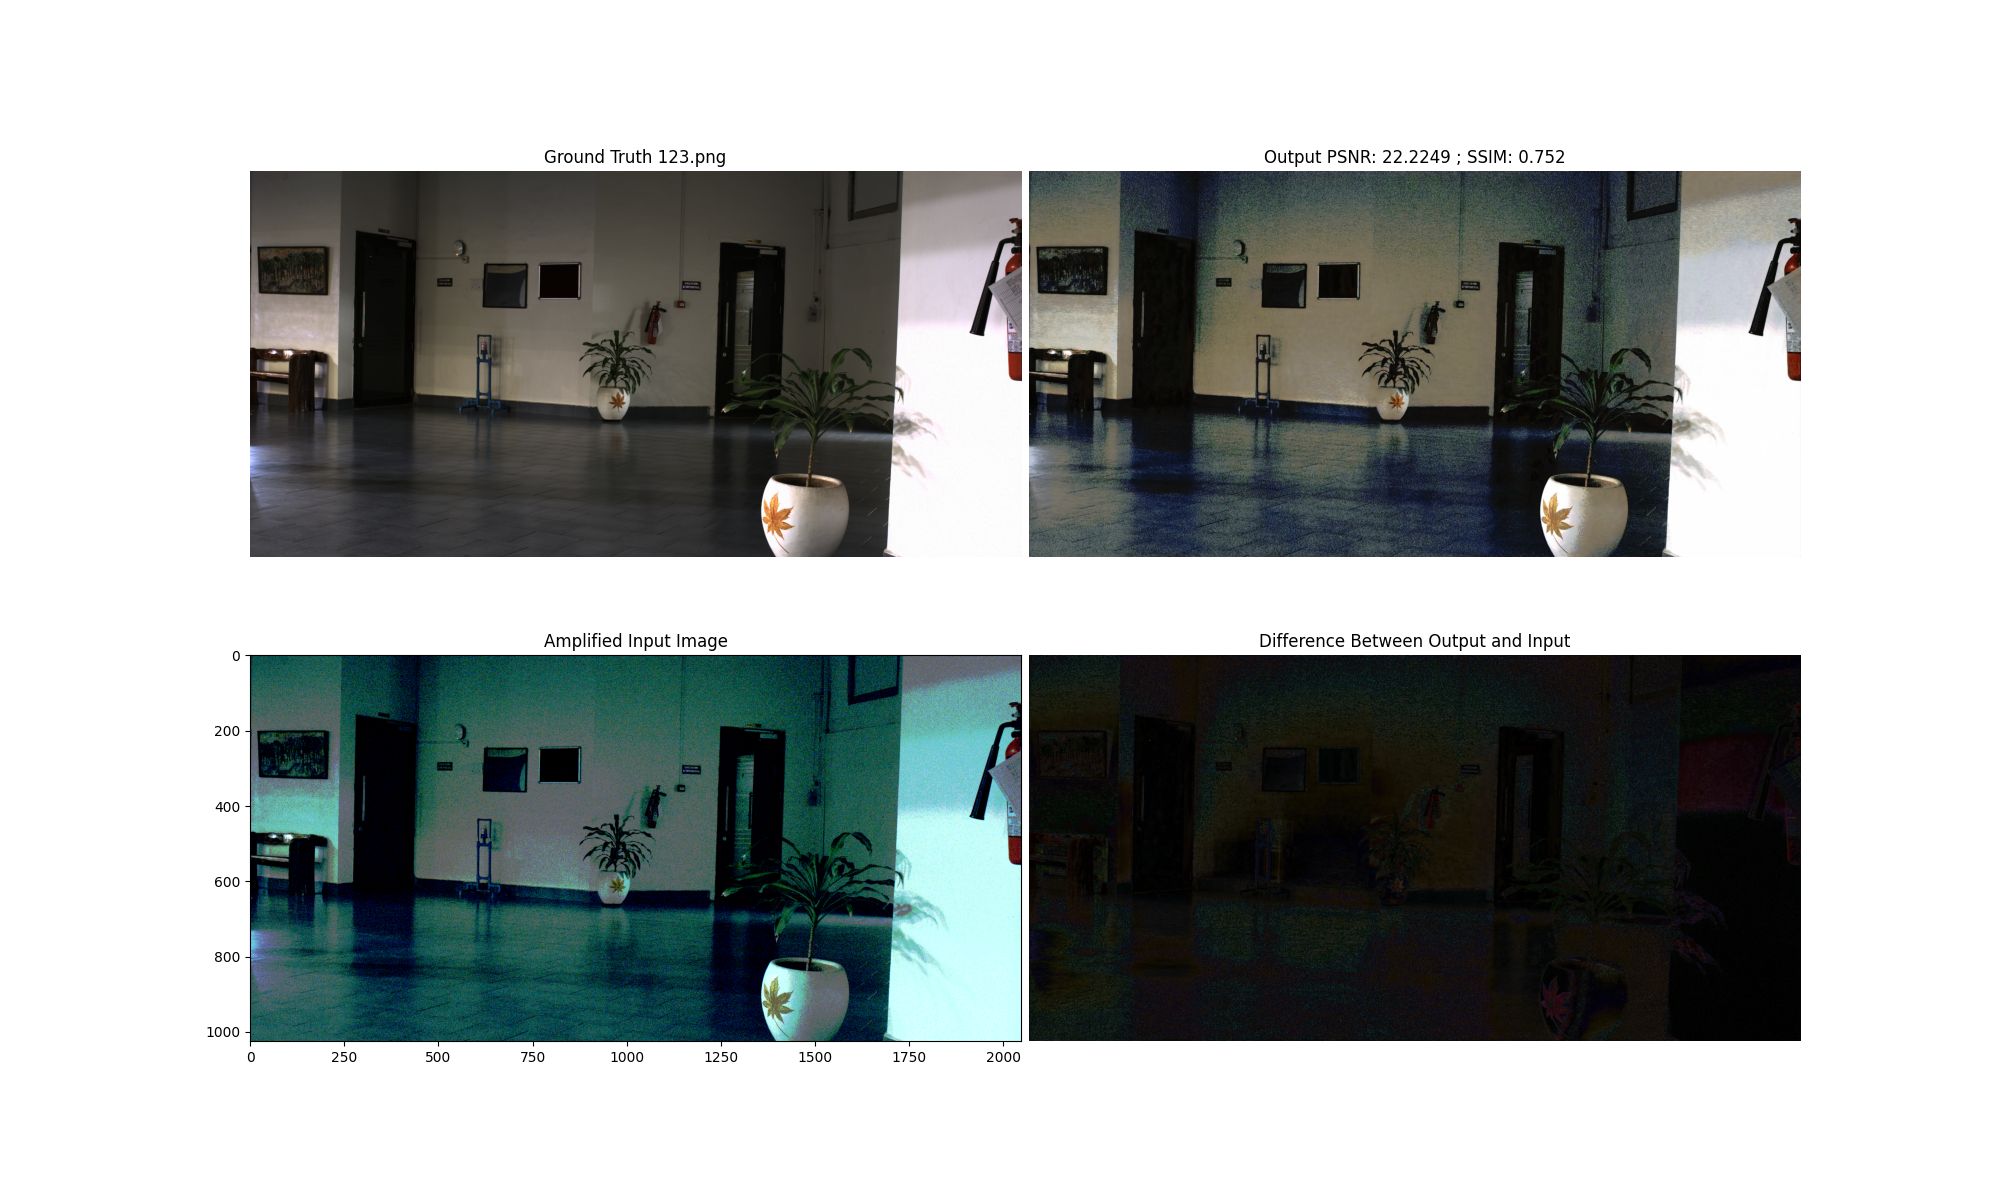 Ground Truth 123.png
Output PSNR: 22.2249 ; SSIM: 0.752
Amplified Input Image
Difference Between Output and Input
0
200
400
600
800
1000
0 250 500 750 1000 1250 1500 1750 2000